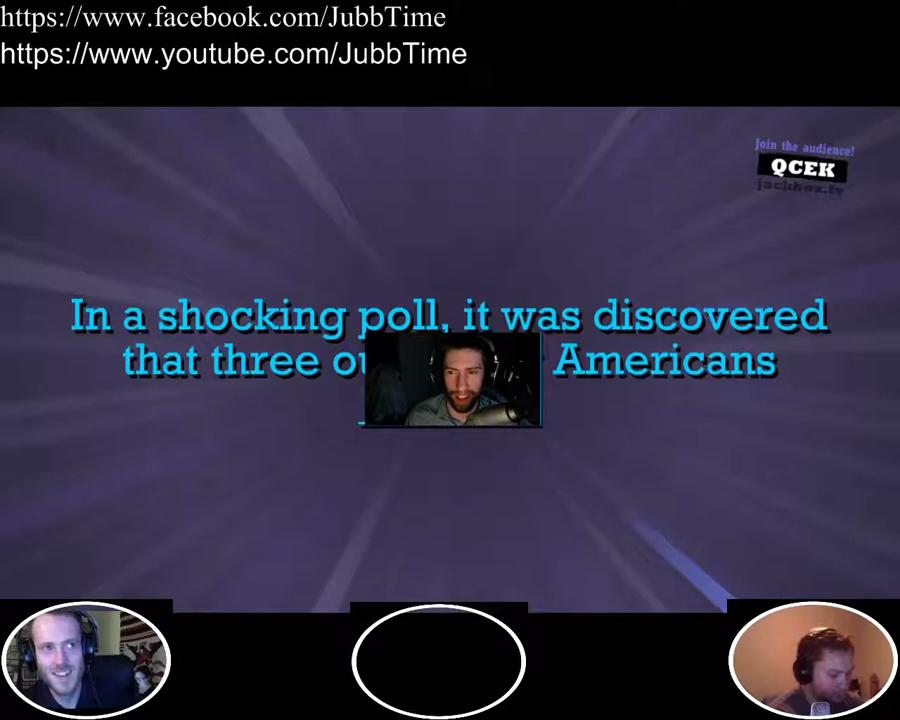 https://www.facebook.com/JubbTime
https://www.youtube.com/JubbTime
Join the audience!
QCEK
jackbox.tv
In a shocking poll, it was discovered
that three Americans